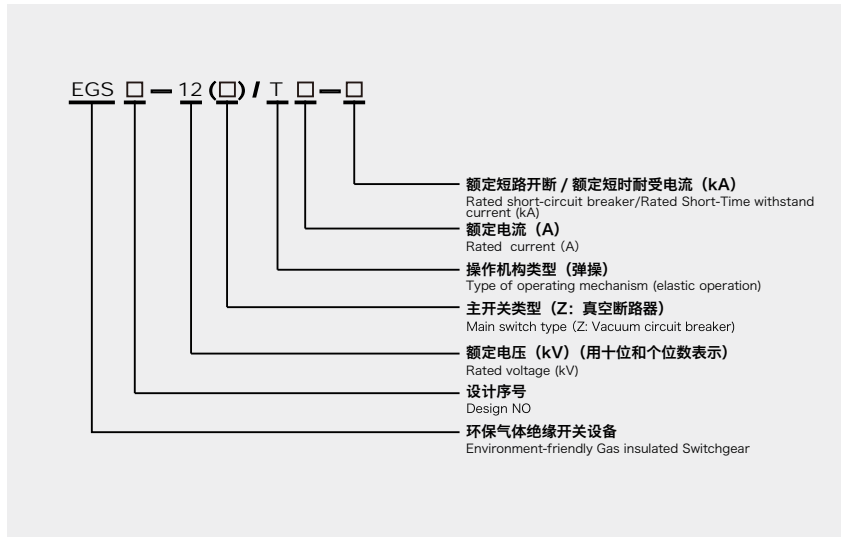 EGS □ — 12 (□) / T □ — □
额定短路开断 / 额定短时耐受电流（kA）
Rated short-circuit breaker/Rated Short-Time withstand
current (kA)
额定电流（A）
Rated current (A)
操作机构类型（弹操）
Type of operating mechanism (elastic operation)
主开关类型（Z：真空断路器）
Main switch type (Z: Vacuum circuit breaker)
额定电压（kV）（用十位和个位数表示）
Rated voltage (kV)
设计序号
Design NO
环保气体绝缘开关设备
Environment-friendly Gas insulated Switchgear